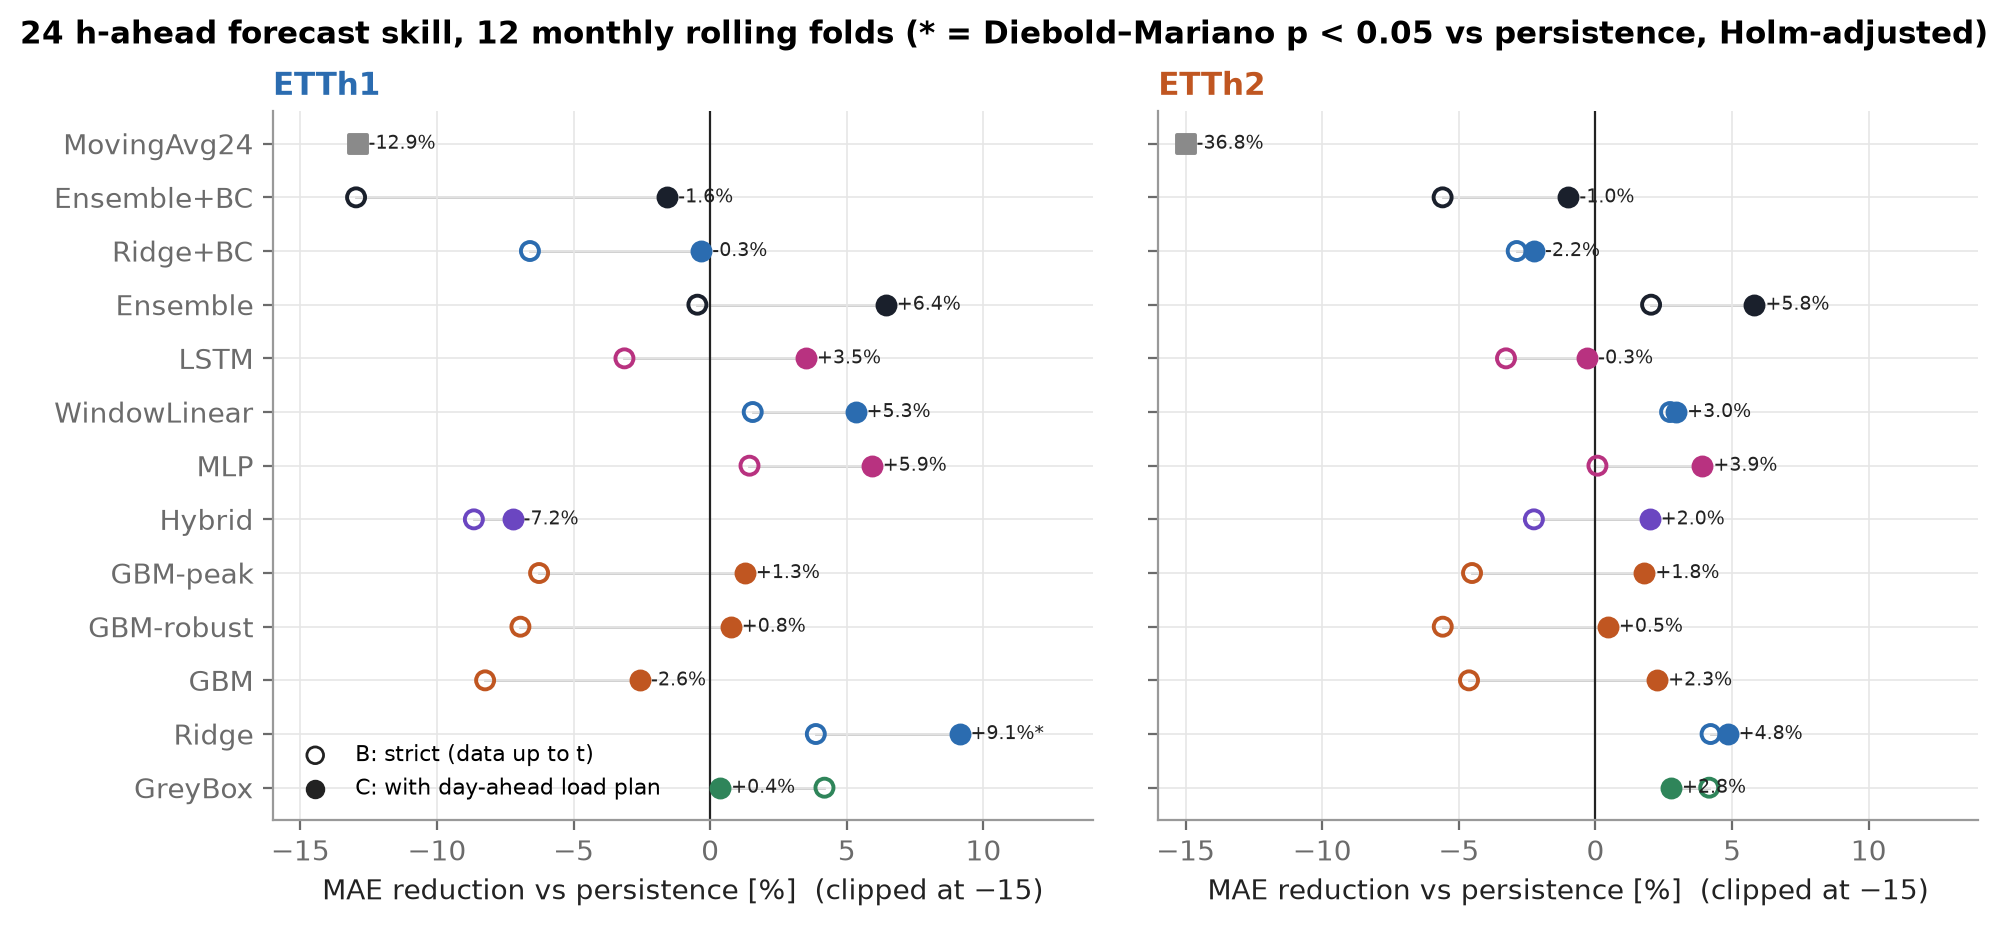 24 h-ahead forecast skill, 12 monthly rolling folds (* = Diebold–Mariano p < 0.05 vs persistence, Holm-adjusted)
ETTh1
ETTh2
MovingAvg24
-12.9%
-36.8%
Ensemble+BC
-1.6%
-1.0%
Ridge+BC
-0.3%
-2.2%
Ensemble
+6.4%
+5.8%
LSTM
+3.5%
-0.3%
WindowLinear
+5.3%
+3.0%
MLP
+5.9%
+3.9%
Hybrid
-7.2%
+2.0%
GBM-peak
+1.3%
+1.8%
GBM-robust
+0.8%
+0.5%
GBM
-2.6%
+2.3%
Ridge
+9.1%*
+4.8%
B: strict (data up to t)
C: with day-ahead load plan
GreyBox
+0.4%
+2.8%
−15 −10 −5 0 5 10
−15 −10 −5 0 5 10
MAE reduction vs persistence [%]  (clipped at −15)
MAE reduction vs persistence [%]  (clipped at −15)